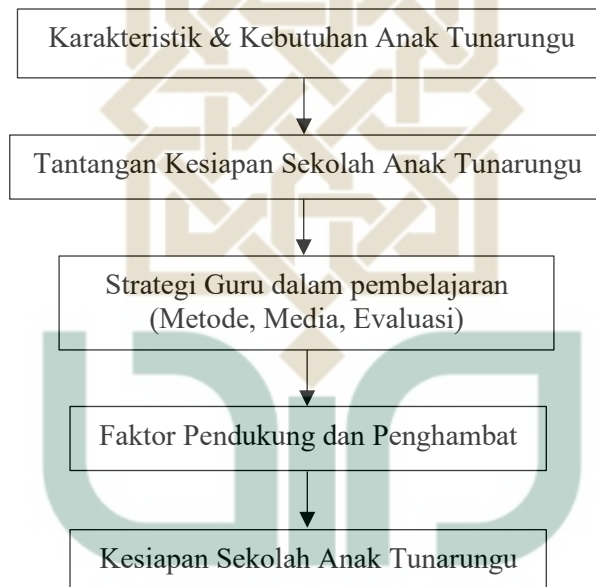 Karakteristik & Kebutuhan Anak Tunarungu
Tantangan Kesiapan Sekolah Anak Tunarungu
Strategi Guru dalam pembelajaran
(Metode, Media, Evaluasi)
Faktor Pendukung dan Penghambat
Kesiapan Sekolah Anak Tunarungu